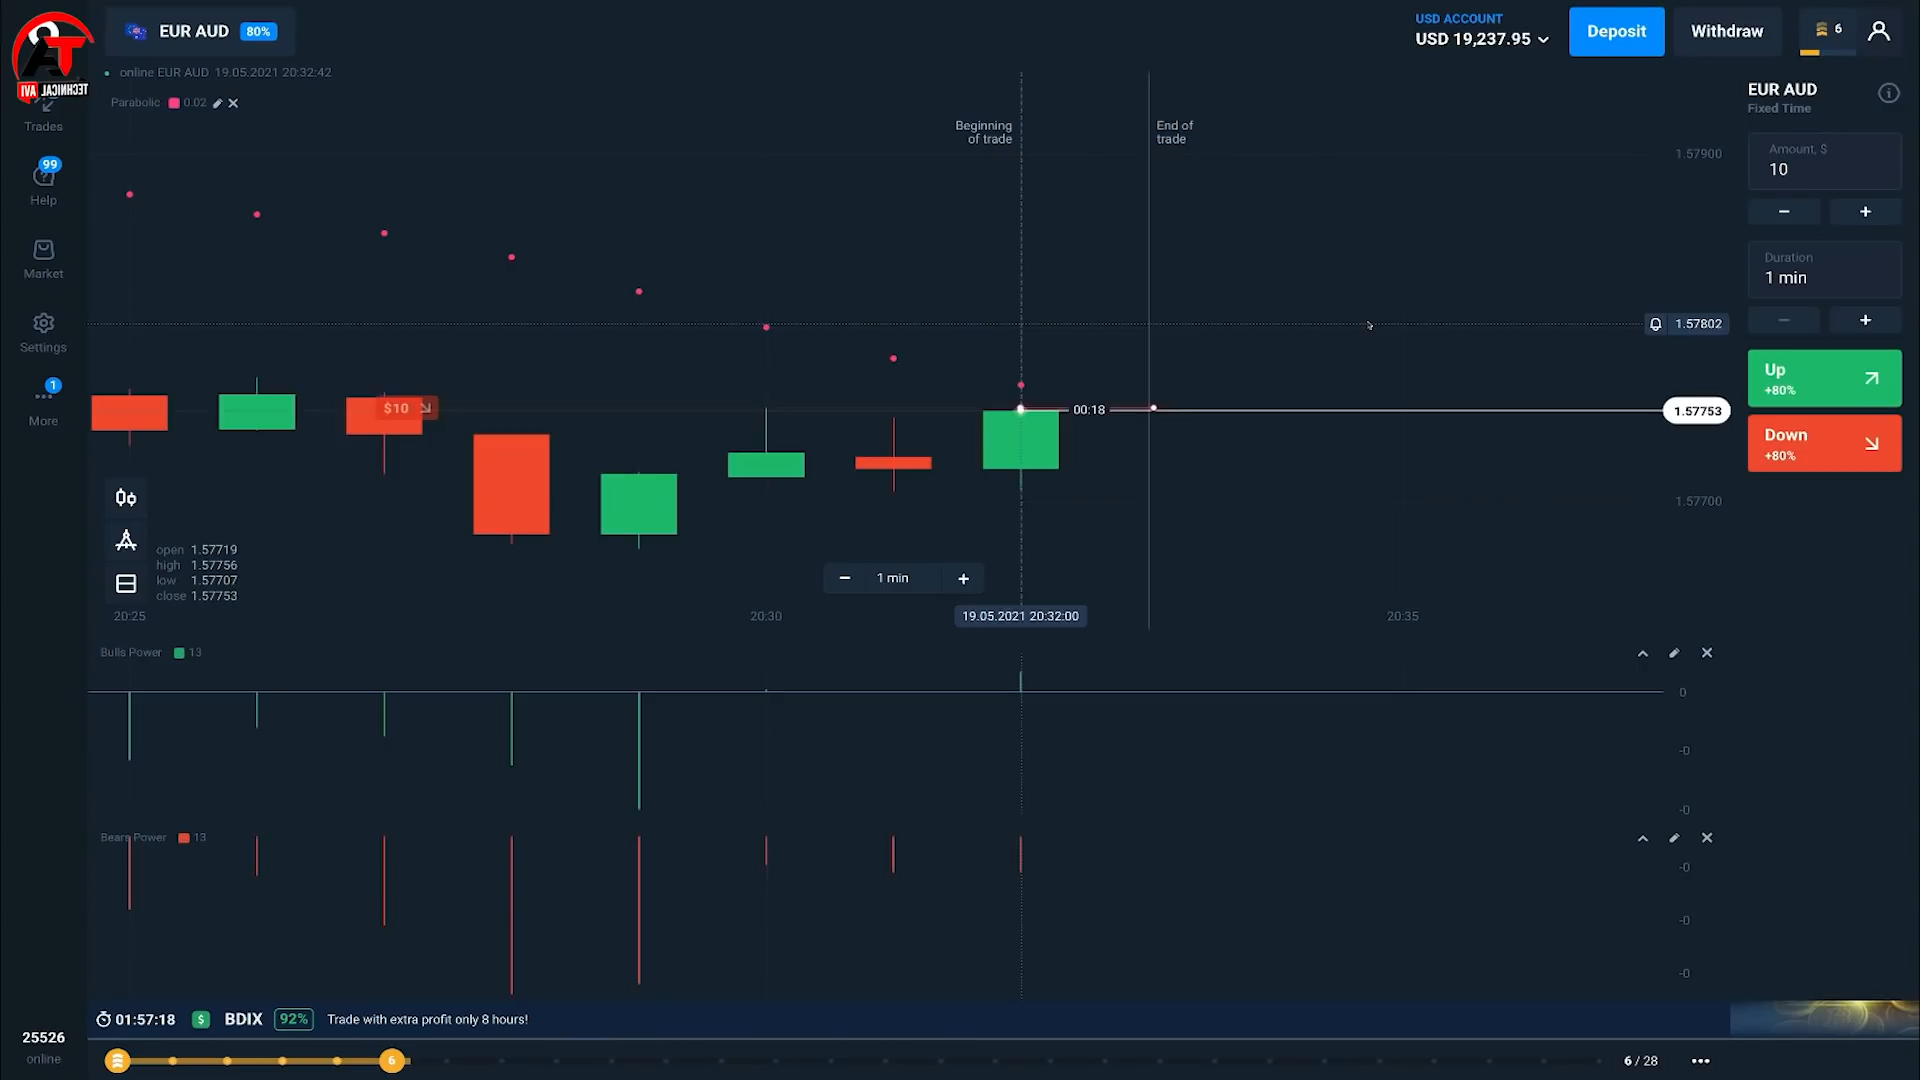 AT
TECHNICAL AVI
EUR AUD 80%
USD ACCOUNT
USD 19,237.95
Deposit
Withdraw
6
online EUR AUD 19.05.2021 20:32:42
Parabolic 0.02
Trades
99
Help
Market
Settings
1
More
Beginning
of trade
End of
trade
1.57900
1.57802
1.57753
1.57700
$10
00:18
open 1.57719
high 1.57756
low 1.57707
close 1.57753
− 1 min +
20:25
20:30
19.05.2021 20:32:00
20:35
EUR AUD
Fixed Time
Amount, $
10
− +
Duration
1 min
− +
Up
+80%
Down
+80%
Bulls Power 13
0
-0
-0
Bears Power 13
-0
-0
-0
01:57:18 $ BDIX 92% Trade with extra profit only 8 hours!
25526
online
6
6 / 28